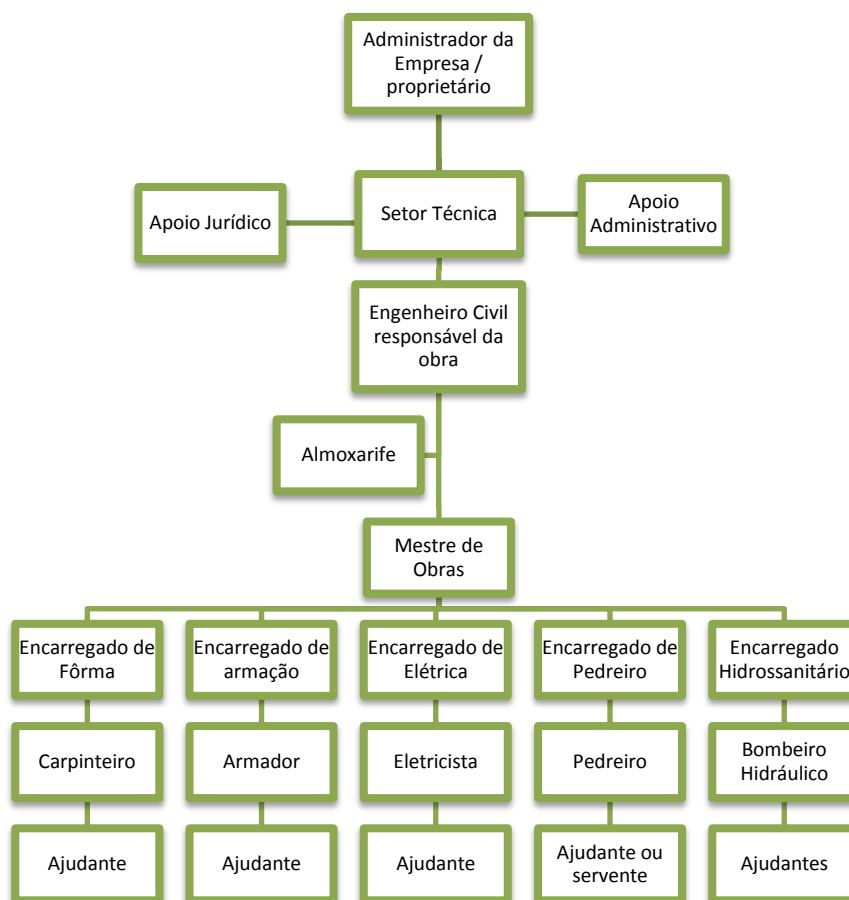 Administrador da
Empresa /
proprietário
Apoio Jurídico
Setor Técnica
Apoio
Administrativo
Engenheiro Civil
responsável da
obra
Almoxarife
Mestre de
Obras
Encarregado de
Fôrma
Encarregado de
armação
Encarregado de
Elétrica
Encarregado de
Pedreiro
Encarregado
Hidrossanitário
Carpinteiro
Armador
Eletricista
Pedreiro
Bombeiro
Hidráulico
Ajudante
Ajudante
Ajudante
Ajudante ou
servente
Ajudantes